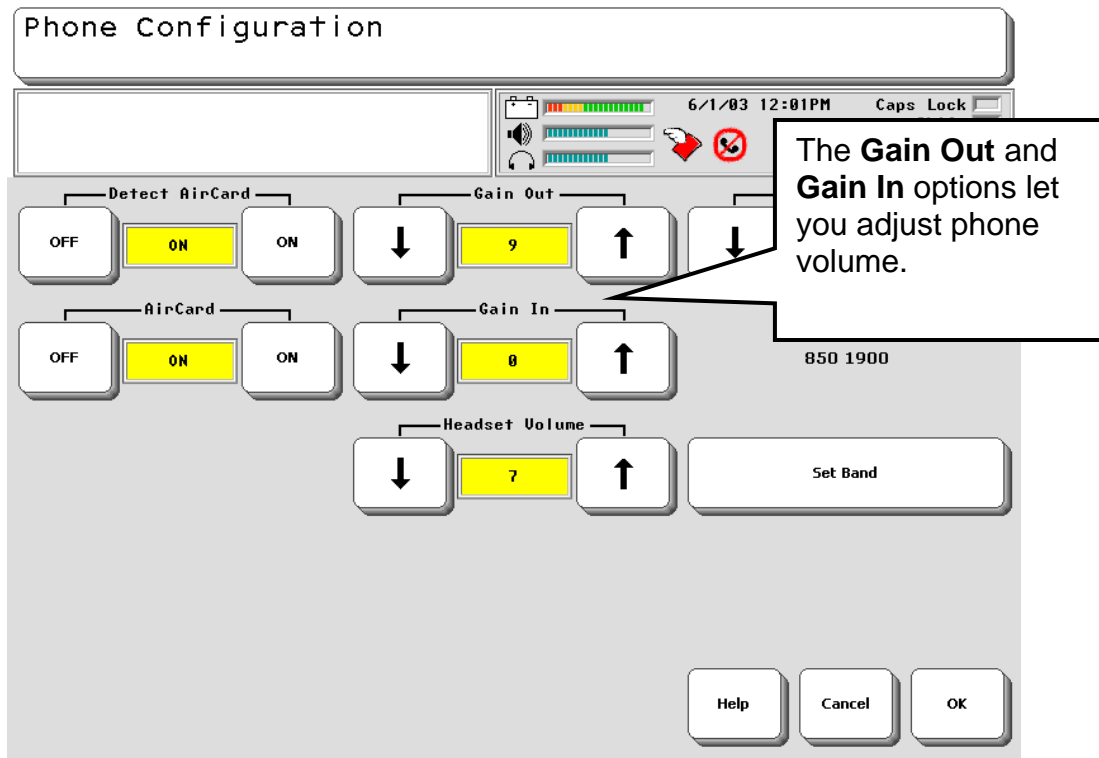 Phone Configuration
6/1/03 12:01PM Caps Lock
The Gain Out and
Gain In options let
you adjust phone
volume.
Detect AirCard
OFF ON ON
Gain Out
9
AirCard
OFF ON ON
Gain In
0
850 1900
Headset Volume
7
Set Band
Help Cancel OK